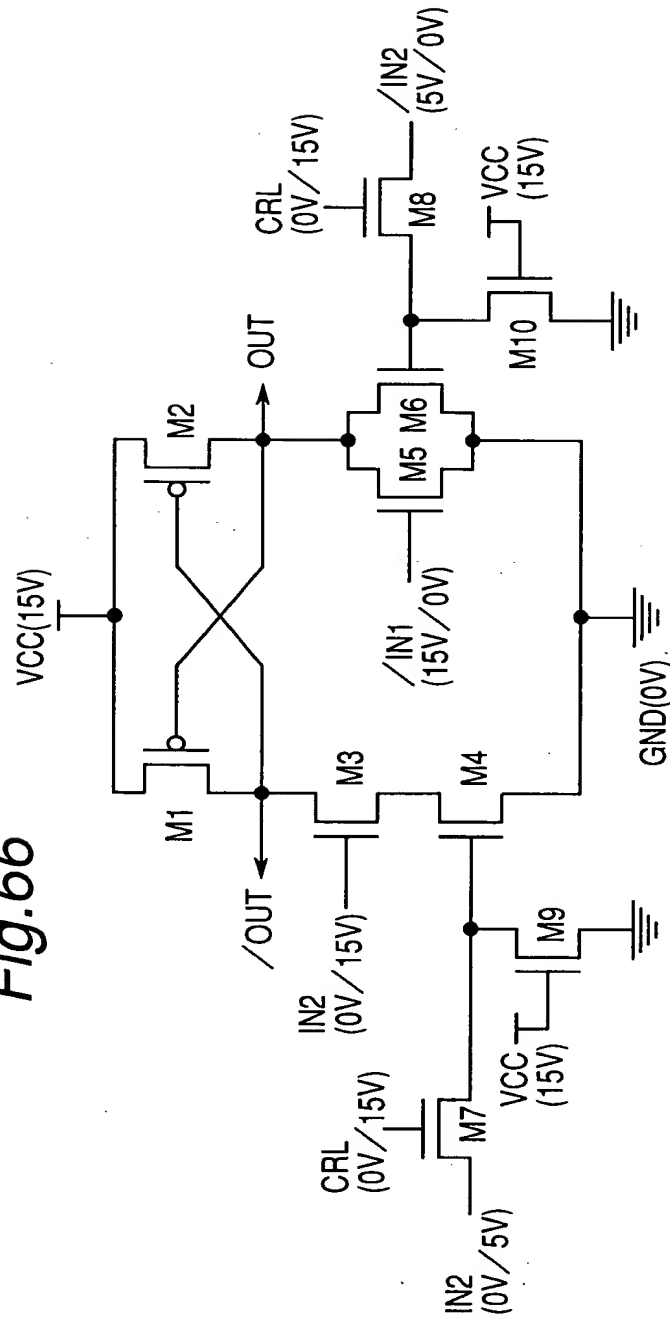 Fig.6b
VCC(15V)
M1
M2
/OUT
OUT
CRL
(0V/15V)
/IN2
(5V/0V)
M8
IN2
(0V/15V)
M3
M5
M6
VCC
(15V)
M10
/IN1
(15V/0V)
CRL
(0V/15V)
M4
M7
IN2
(0V/5V)
VCC
(15V)
M9
GND(0V)